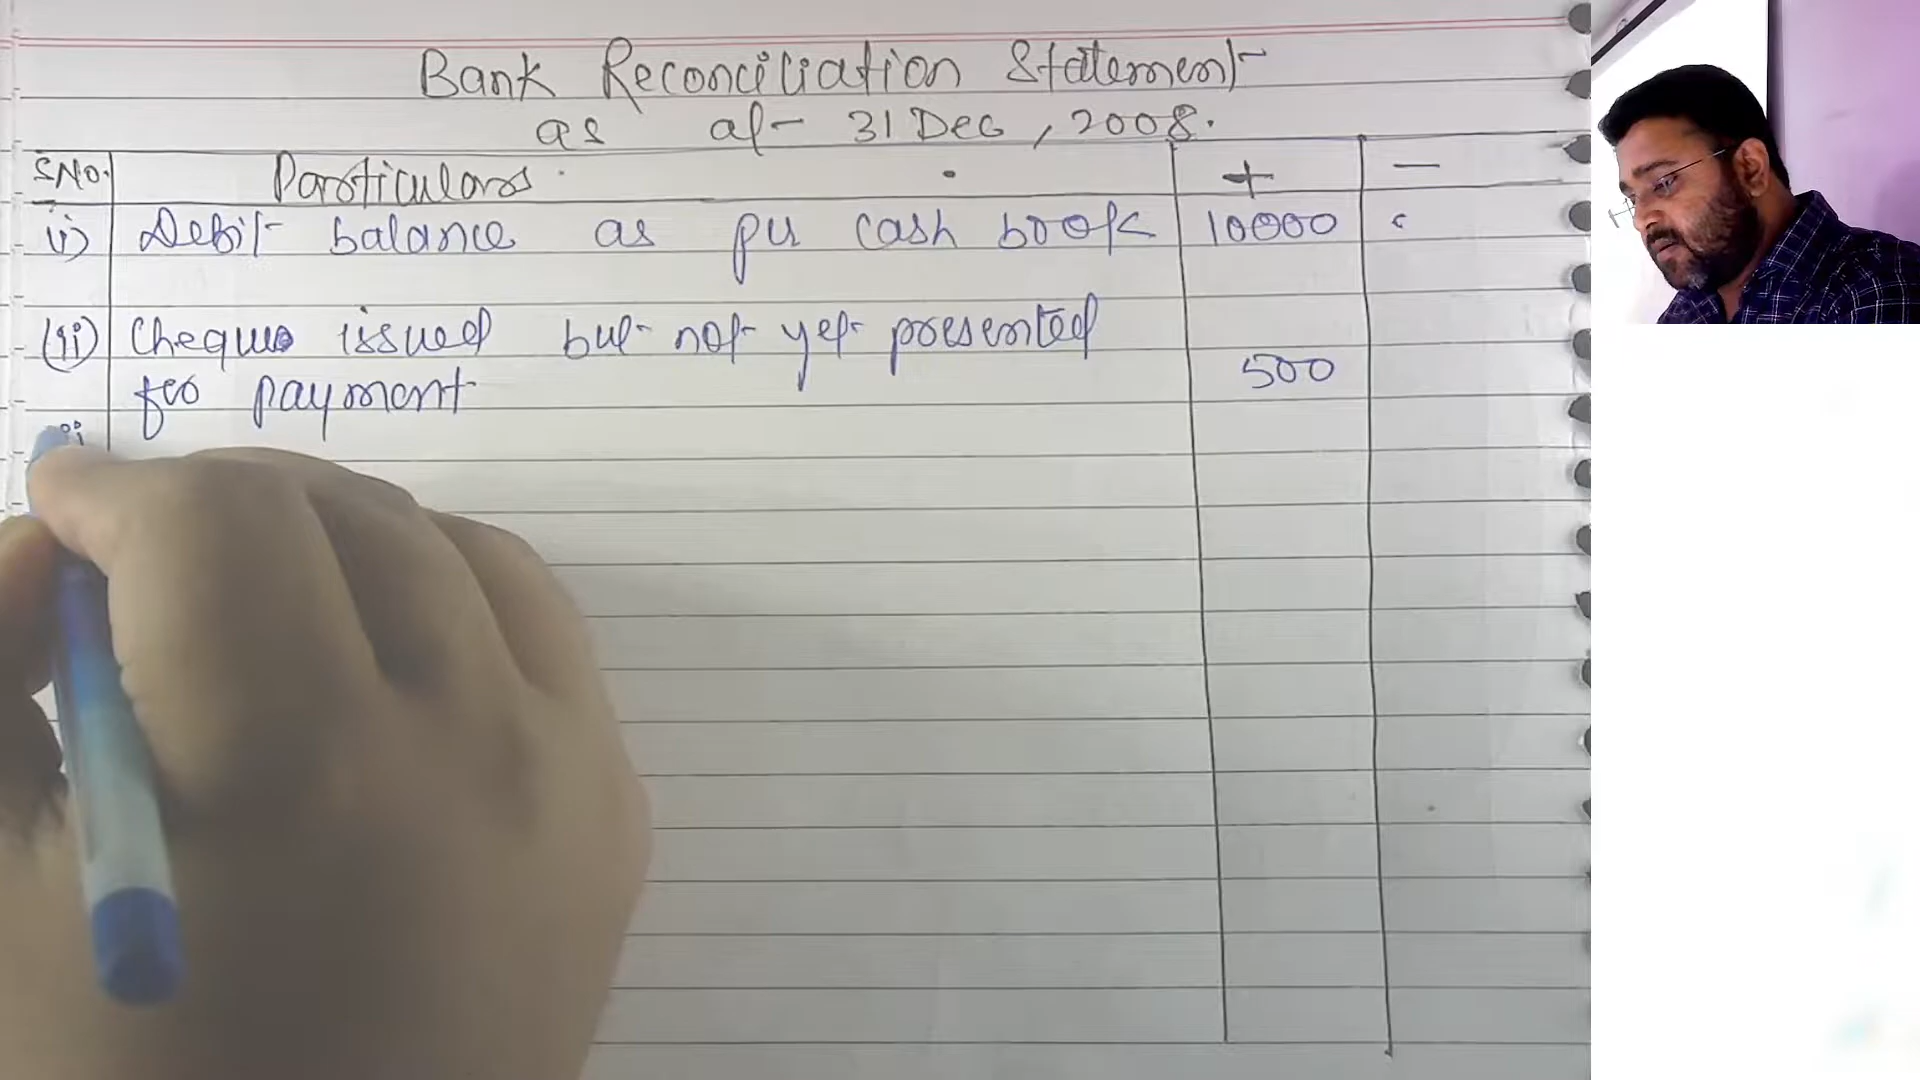 Bank Reconciliation Statement
as at 31 Dec, 2008.
S.No. Particulars. + −
(i) Debit balance as per cash book 10000
(ii) Cheques issued but not yet presented
for payment 500